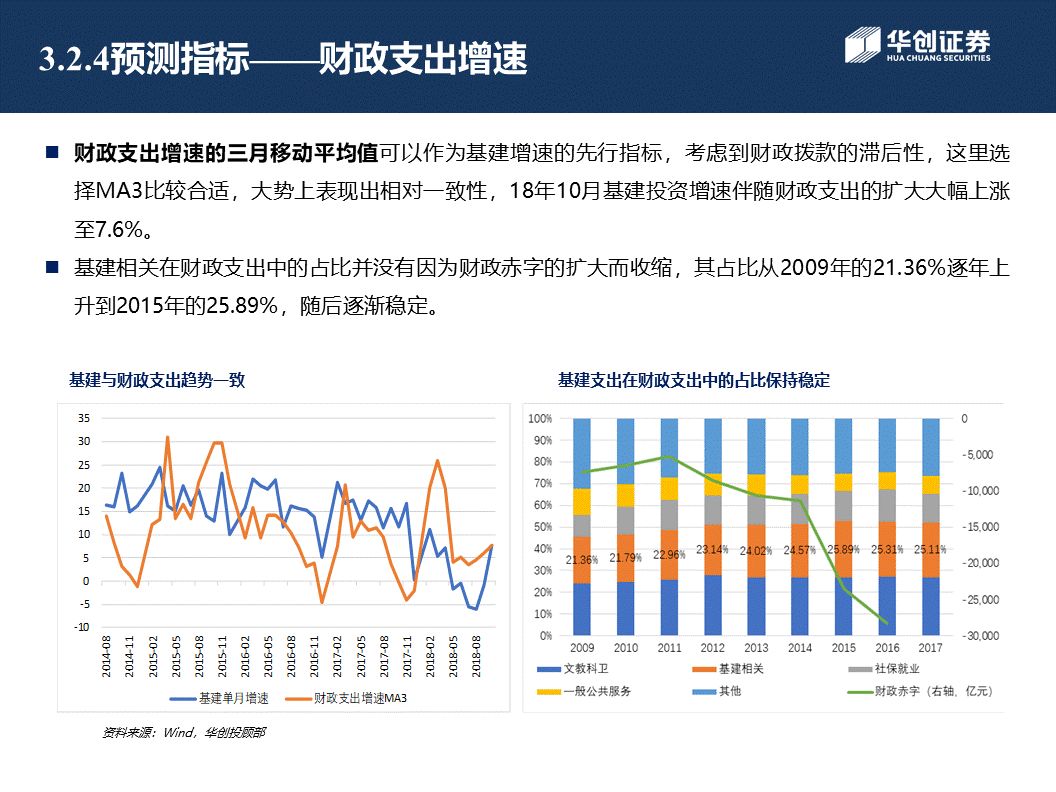 3.2.4预测指标——财政支出增速
华创证券
HUA CHUANG SECURITIES
■ 财政支出增速的三月移动平均值可以作为基建增速的先行指标，考虑到财政拨款的滞后性，这里选
择MA3比较合适，大势上表现出相对一致性，18年10月基建投资增速伴随财政支出的扩大大幅上涨
至7.6%。
■ 基建相关在财政支出中的占比并没有因为财政赤字的扩大而收缩，其占比从2009年的21.36%逐年上
升到2015年的25.89%，随后逐渐稳定。
基建与财政支出趋势一致
35
30
25
20
15
10
5
0
-5
-10
2014-08 2014-11 2015-02 2015-05 2015-08 2015-11 2016-02 2016-05 2016-08 2016-11 2017-02 2017-05 2017-08 2017-11 2018-02 2018-05 2018-08
基建单月增速 财政支出增速MA3
基建支出在财政支出中的占比保持稳定
100%
90%
80%
70%
60%
50%
40%
30%
20%
10%
0%
21.36% 21.79% 22.96% 23.14% 24.02% 24.57% 25.89% 25.31% 25.11%
0
-5,000
-10,000
-15,000
-20,000
-25,000
-30,000
2009 2010 2011 2012 2013 2014 2015 2016 2017
文教科卫 基建相关 社保就业
一般公共服务 其他 财政赤字（右轴，亿元）
资料来源：Wind，华创投顾部